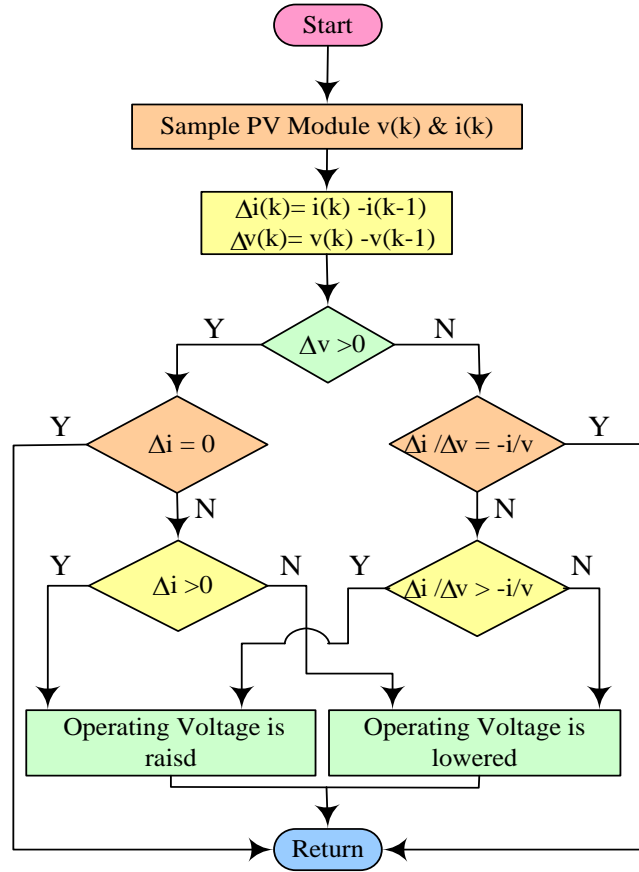 Start
Sample PV Module v(k) & i(k)
Δi(k)= i(k) -i(k-1)
Δv(k)= v(k) -v(k-1)
Y
N
Δv >0
Y
Δi = 0
Δi /Δv = -i/v
Y
N
N
Y
Δi >0
N
Y
Δi /Δv > -i/v
N
Operating Voltage is
raisd
Operating Voltage is
lowered
Return